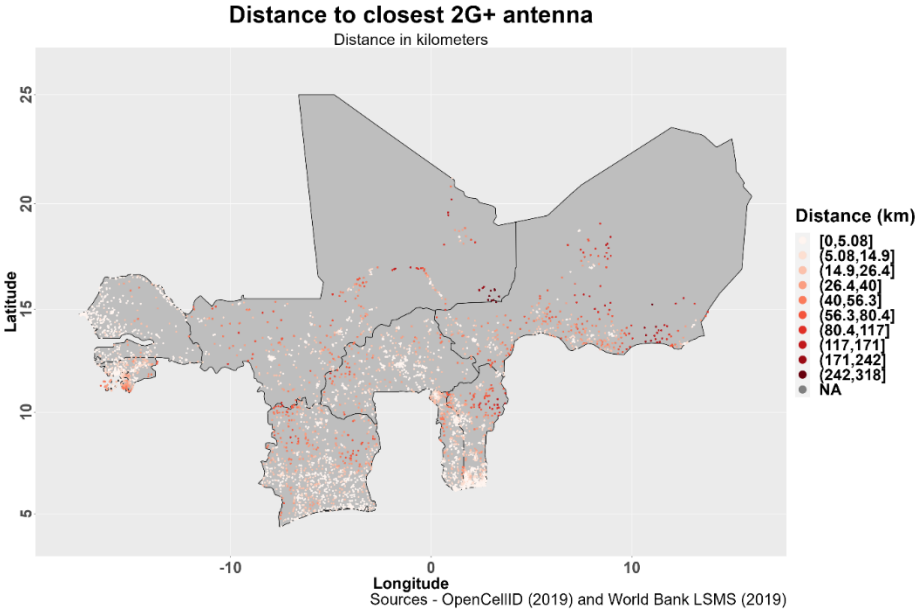 Distance to closest 2G+ antenna
Distance in kilometers
25
20
15
10
5
Latitude
-10
0
10
Longitude
Distance (km)
[0,5.08]
(5.08,14.9]
(14.9,26.4]
(26.4,40]
(40,56.3]
(56.3,80.4]
(80.4,117]
(117,171]
(171,242]
(242,318]
NA
Sources - OpenCellID (2019) and World Bank LSMS (2019)